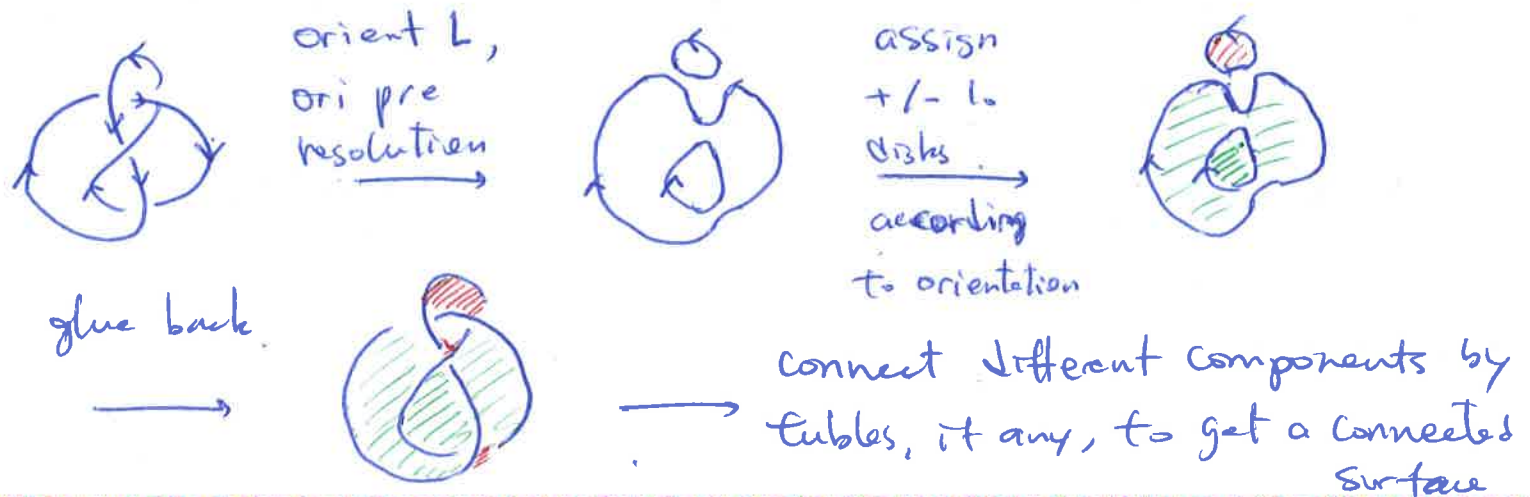 orient L,
ori pre
resolution
assign
+/- to
disks
according
to orientation
glue back
connect different components by
tubles, if any, to get a connected
surface